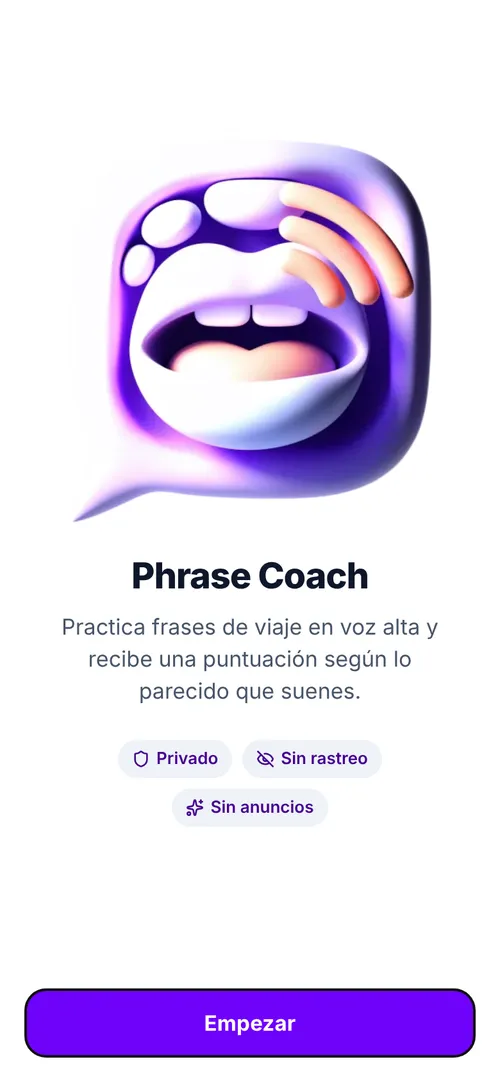 Phrase Coach
Practica frases de viaje en voz alta y
recibe una puntuación según lo
parecido que suenes.
Privado
Sin rastreo
Sin anuncios
Empezar